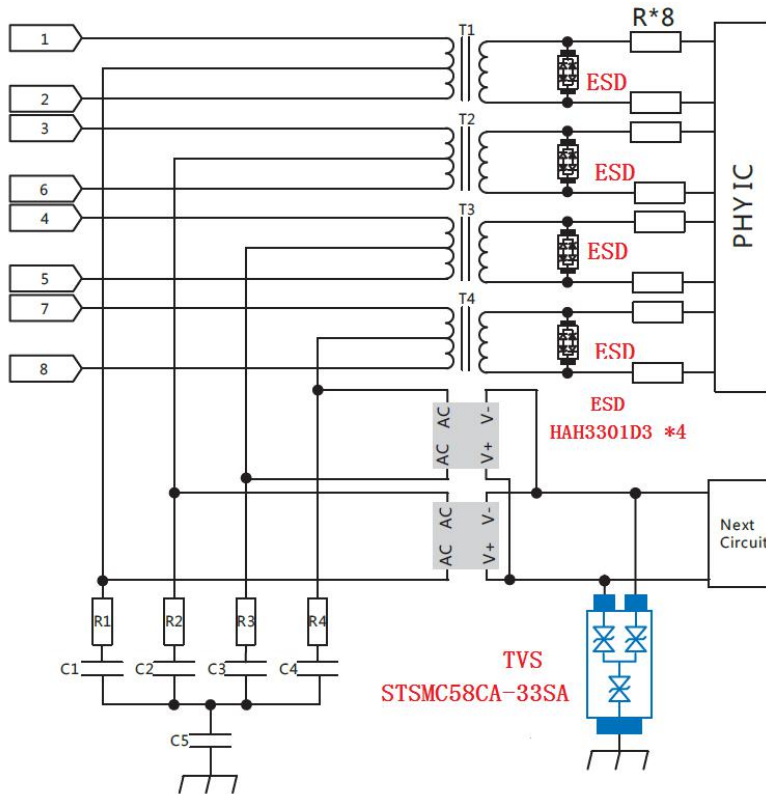 R*8
1
T1
ESD
2
3
T2
ESD
6
4
T3
ESD
5
7
T4
ESD
8
PHY IC
ESD
HAH3301D3 *4
AC
AC
V-
V+
AC
AC
V-
V+
Next
Circuit
R1
R2
R3
R4
C1
C2
C3
C4
TVS
STSMC58CA-33SA
C5